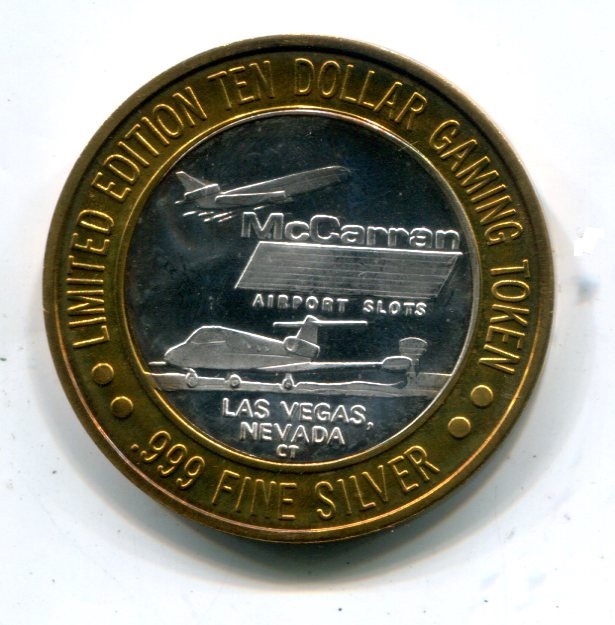 LIMITED EDITION TEN DOLLAR GAMING TOKEN
McCarran
AIRPORT SLOTS
LAS VEGAS,
NEVADA
CT
.999 FINE SILVER